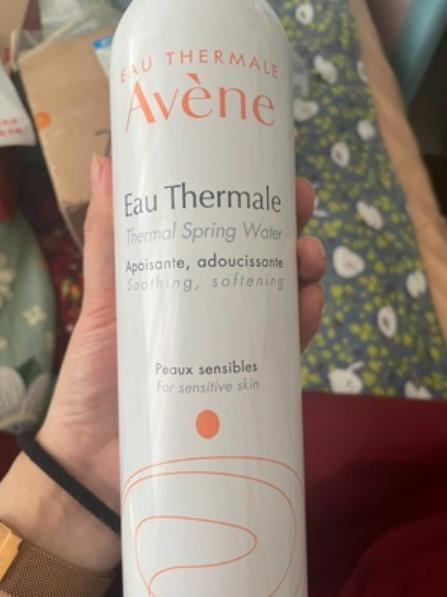 EAU THERMALE
Avène
Eau Thermale
Thermal Spring Water
Apaisante, adoucissante
Soothing, softening
Peaux sensibles
For sensitive skin